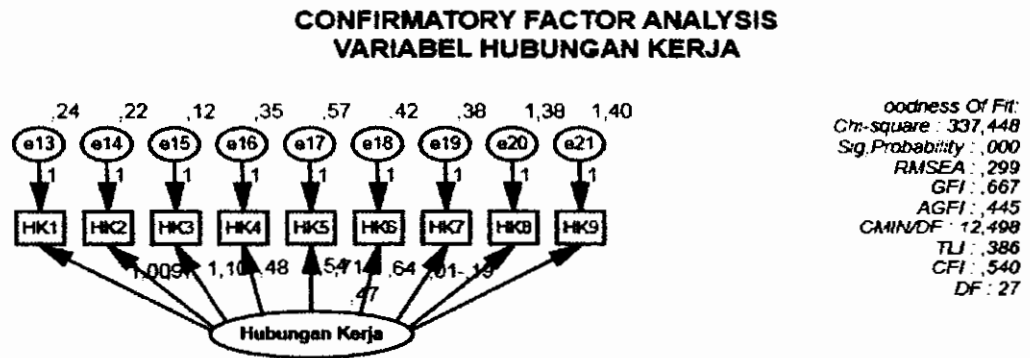 CONFIRMATORY FACTOR ANALYSIS
VARIABEL HUBUNGAN KERJA
,24 ,22 ,12 ,35 ,57 ,42 ,38 1,38 1,40
e13 e14 e15 e16 e17 e18 e19 e20 e21
1 1 1 1 1 1 1 1 1
HK1 HK2 HK3 HK4 HK5 HK6 HK7 HK8 HK9
,48 ,64
,47
Hubungan Kerja
oodness Of Fit:
Chi-square : 337,448
Sig.Probability : ,000
RMSEA : ,299
GFI : ,667
AGFI : ,445
CMIN/DF : 12,498
TLI : ,386
CFI : ,540
DF : 27